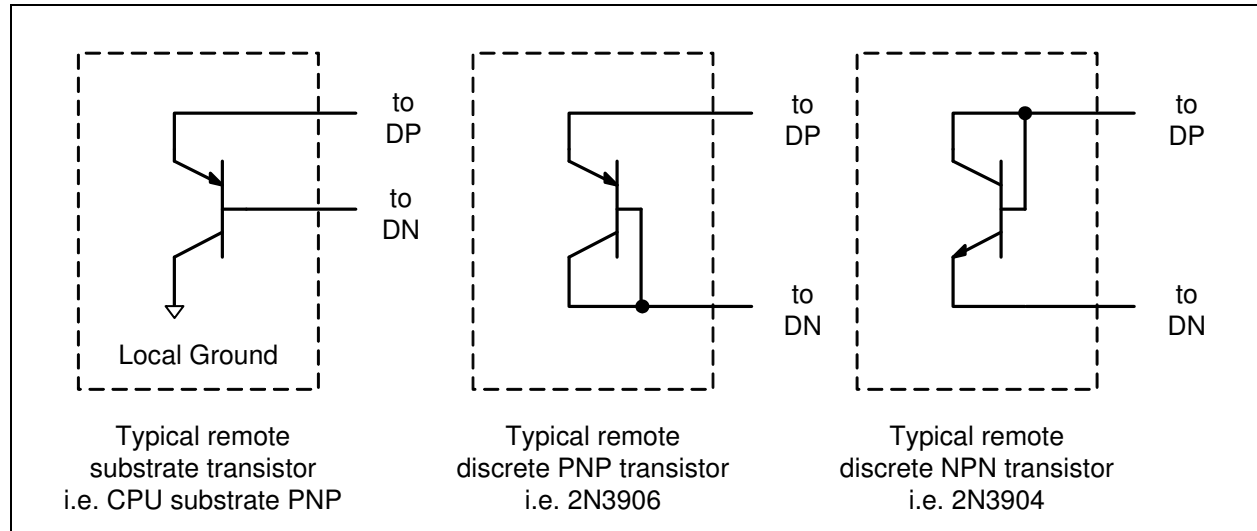 to
DP
to
DN
Local Ground
Typical remote
substrate transistor
i.e. CPU substrate PNP
to
DP
to
DN
Typical remote
discrete PNP transistor
i.e. 2N3906
to
DP
to
DN
Typical remote
discrete NPN transistor
i.e. 2N3904